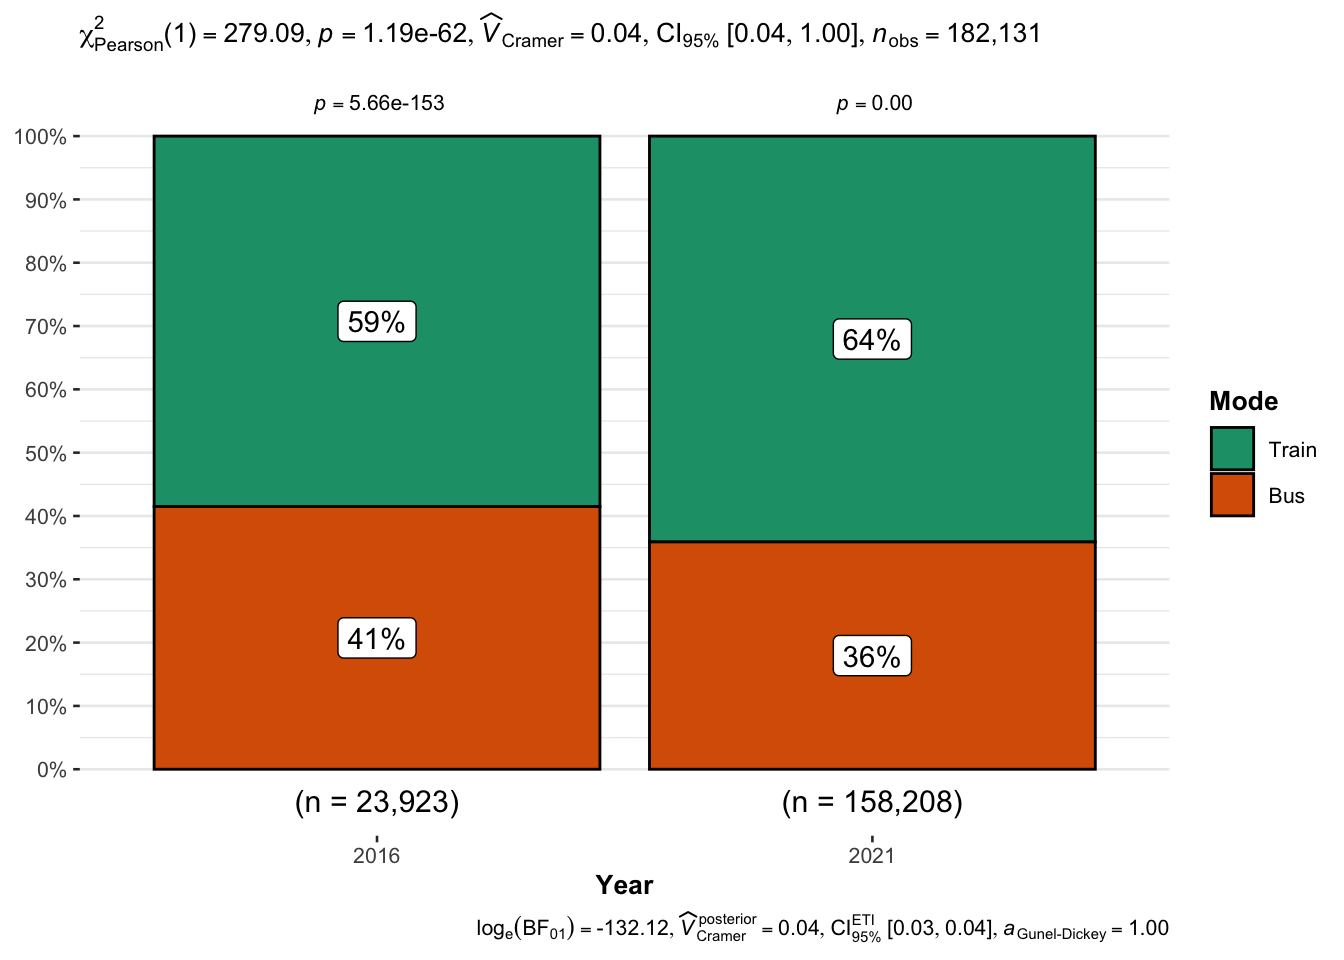 χ²Pearson(1) = 279.09, p = 1.19e-62, V̂Cramer = 0.04, CI95% [0.04, 1.00], nobs = 182,131
p = 5.66e-153 p = 0.00
100%
90%
80%
70%
60%
50%
40%
30%
20%
10%
0%
59%
64%
41%
36%
(n = 23,923) (n = 158,208)
2016 2021
Year
Mode
Train
Bus
loge(BF01) = -132.12, V̂Cramer posterior = 0.04, CI95% ETI [0.03, 0.04], aGunel-Dickey = 1.00